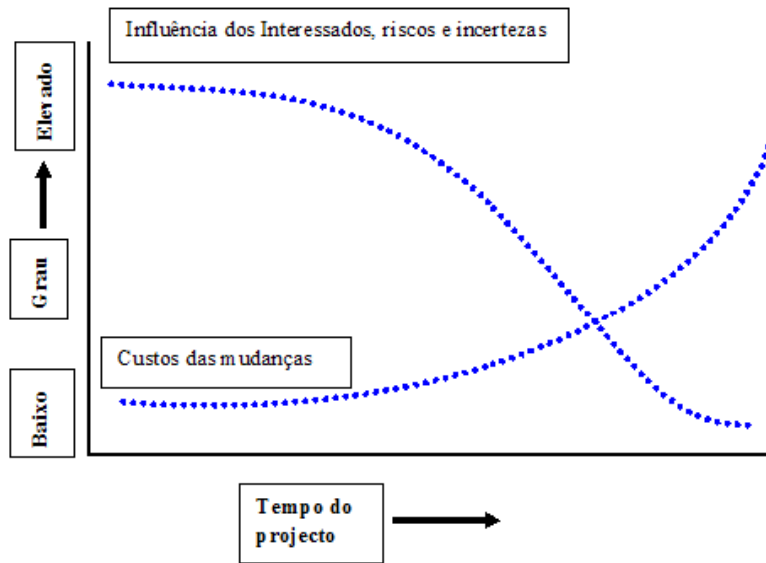 Influência dos Interessados, riscos e incertezas
Elevado
Grau
Custos das mudanças
Baixo
Tempo do
projecto